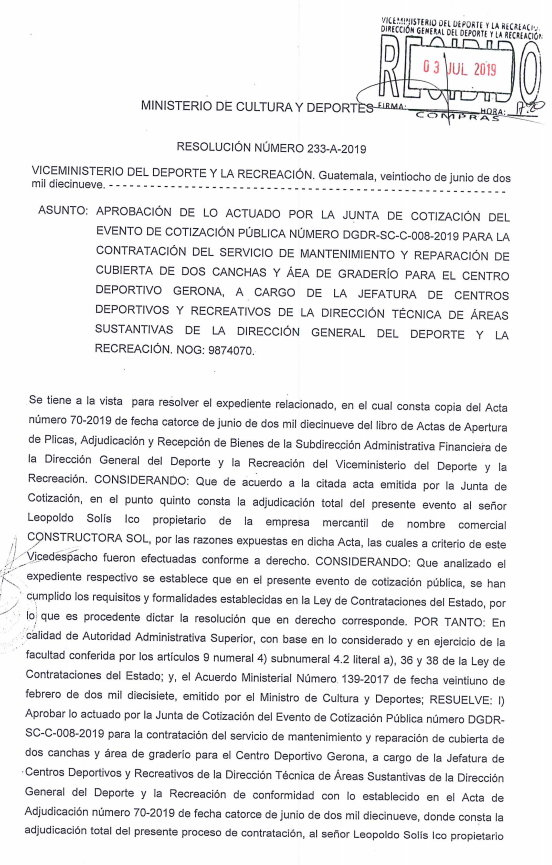 VICEMINISTERIO DEL DEPORTE Y LA RECREACIÓN
DIRECCIÓN GENERAL DEL DEPORTE Y LA RECREACIÓN
RECIBIDO
03 JUL 2019
FIRMA: HORA:
COMPRAS
MINISTERIO DE CULTURA Y DEPORTES
RESOLUCIÓN NÚMERO 233-A-2019
VICEMINISTERIO DEL DEPORTE Y LA RECREACIÓN. Guatemala, veintiocho de junio de dos
mil diecinueve. - - - - - - - - - - - - - - - - - - - - - - - - - - - - - - - - - - - - - - - - - - - - - - - - - - - - - -
ASUNTO: APROBACIÓN DE LO ACTUADO POR LA JUNTA DE COTIZACIÓN DEL
EVENTO DE COTIZACIÓN PÚBLICA NÚMERO DGDR-SC-C-008-2019 PARA LA
CONTRATACIÓN DEL SERVICIO DE MANTENIMIENTO Y REPARACIÓN DE
CUBIERTA DE DOS CANCHAS Y ÁEA DE GRADERÍO PARA EL CENTRO
DEPORTIVO GERONA, A CARGO DE LA JEFATURA DE CENTROS
DEPORTIVOS Y RECREATIVOS DE LA DIRECCIÓN TÉCNICA DE ÁREAS
SUSTANTIVAS DE LA DIRECCIÓN GENERAL DEL DEPORTE Y LA
RECREACIÓN. NOG: 9874070.
Se tiene a la vista para resolver el expediente relacionado, en el cual consta copia del Acta
número 70-2019 de fecha catorce de junio de dos mil diecinueve del libro de Actas de Apertura
de Plicas, Adjudicación y Recepción de Bienes de la Subdirección Administrativa Financiera de
la Dirección General del Deporte y la Recreación del Viceministerio del Deporte y la
Recreación. CONSIDERANDO: Que de acuerdo a la citada acta emitida por la Junta de
Cotización, en el punto quinto consta la adjudicación total del presente evento al señor
Leopoldo Solís Ico propietario de la empresa mercantil de nombre comercial
CONSTRUCTORA SOL, por las razones expuestas en dicha Acta, las cuales a criterio de este
Vicedespacho fueron efectuadas conforme a derecho. CONSIDERANDO: Que analizado el
expediente respectivo se establece que en el presente evento de cotización pública, se han
cumplido los requisitos y formalidades establecidas en la Ley de Contrataciones del Estado, por
lo que es procedente dictar la resolución que en derecho corresponde. POR TANTO: En
calidad de Autoridad Administrativa Superior, con base en lo considerado y en ejercicio de la
facultad conferida por los artículos 9 numeral 4) subnumeral 4.2 literal a), 36 y 38 de la Ley de
Contrataciones del Estado; y, el Acuerdo Ministerial Número 139-2017 de fecha veintiuno de
febrero de dos mil diecisiete, emitido por el Ministro de Cultura y Deportes; RESUELVE: I)
Aprobar lo actuado por la Junta de Cotización del Evento de Cotización Pública número DGDR-
SC-C-008-2019 para la contratación del servicio de mantenimiento y reparación de cubierta de
dos canchas y área de graderío para el Centro Deportivo Gerona, a cargo de la Jefatura de
Centros Deportivos y Recreativos de la Dirección Técnica de Áreas Sustantivas de la Dirección
General del Deporte y la Recreación de conformidad con lo establecido en el Acta de
Adjudicación número 70-2019 de fecha catorce de junio de dos mil diecinueve, donde consta la
adjudicación total del presente proceso de contratación, al señor Leopoldo Solís Ico propietario